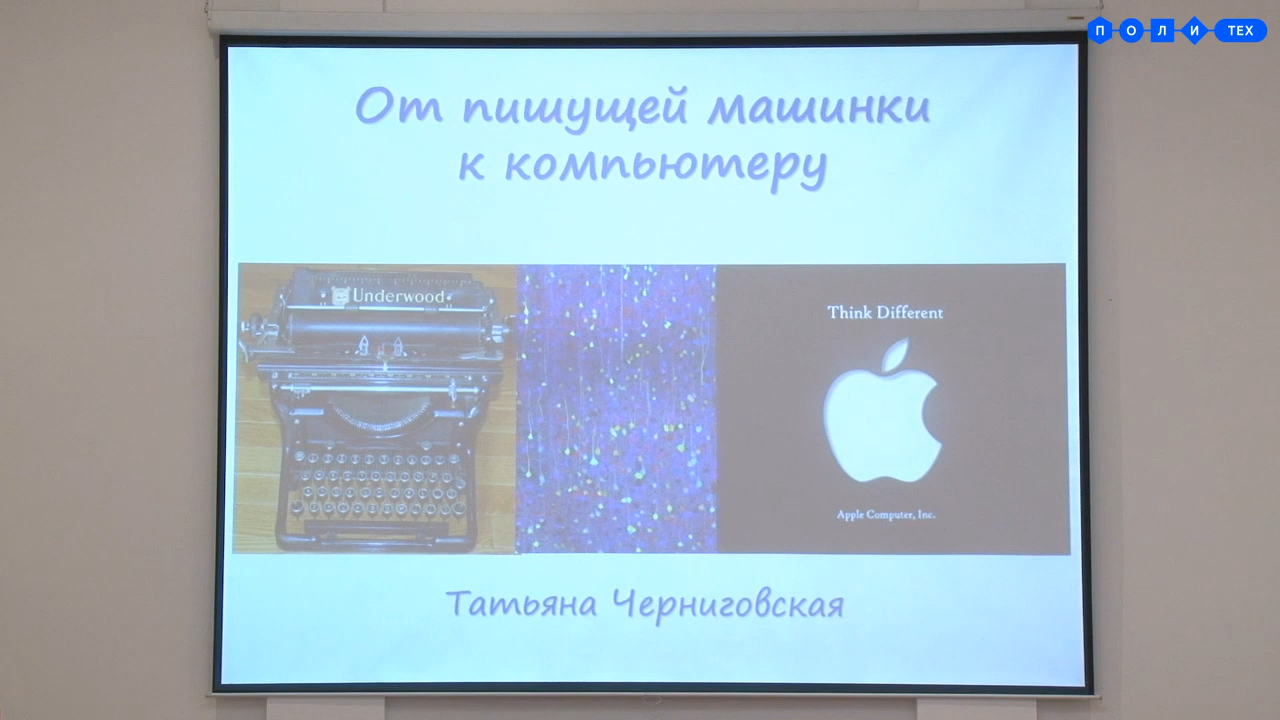 ПОЛИТЕХ
От пишущей машинки
к компьютеру
Underwood
Think Different
Apple Computer, Inc.
Татьяна Черниговская